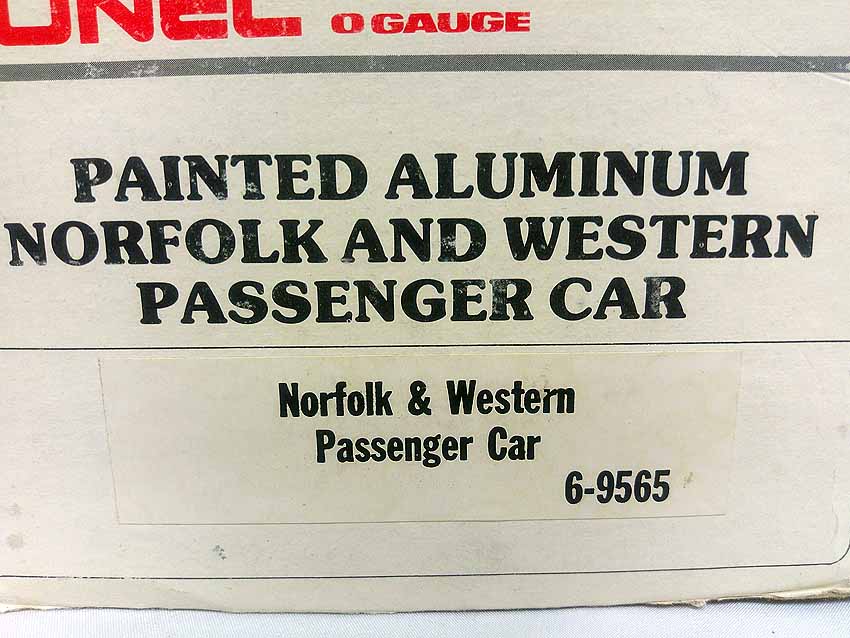 O GAUGE
PAINTED ALUMINUM
NORFOLK AND WESTERN
PASSENGER CAR
Norfolk & Western
Passenger Car
6-9565